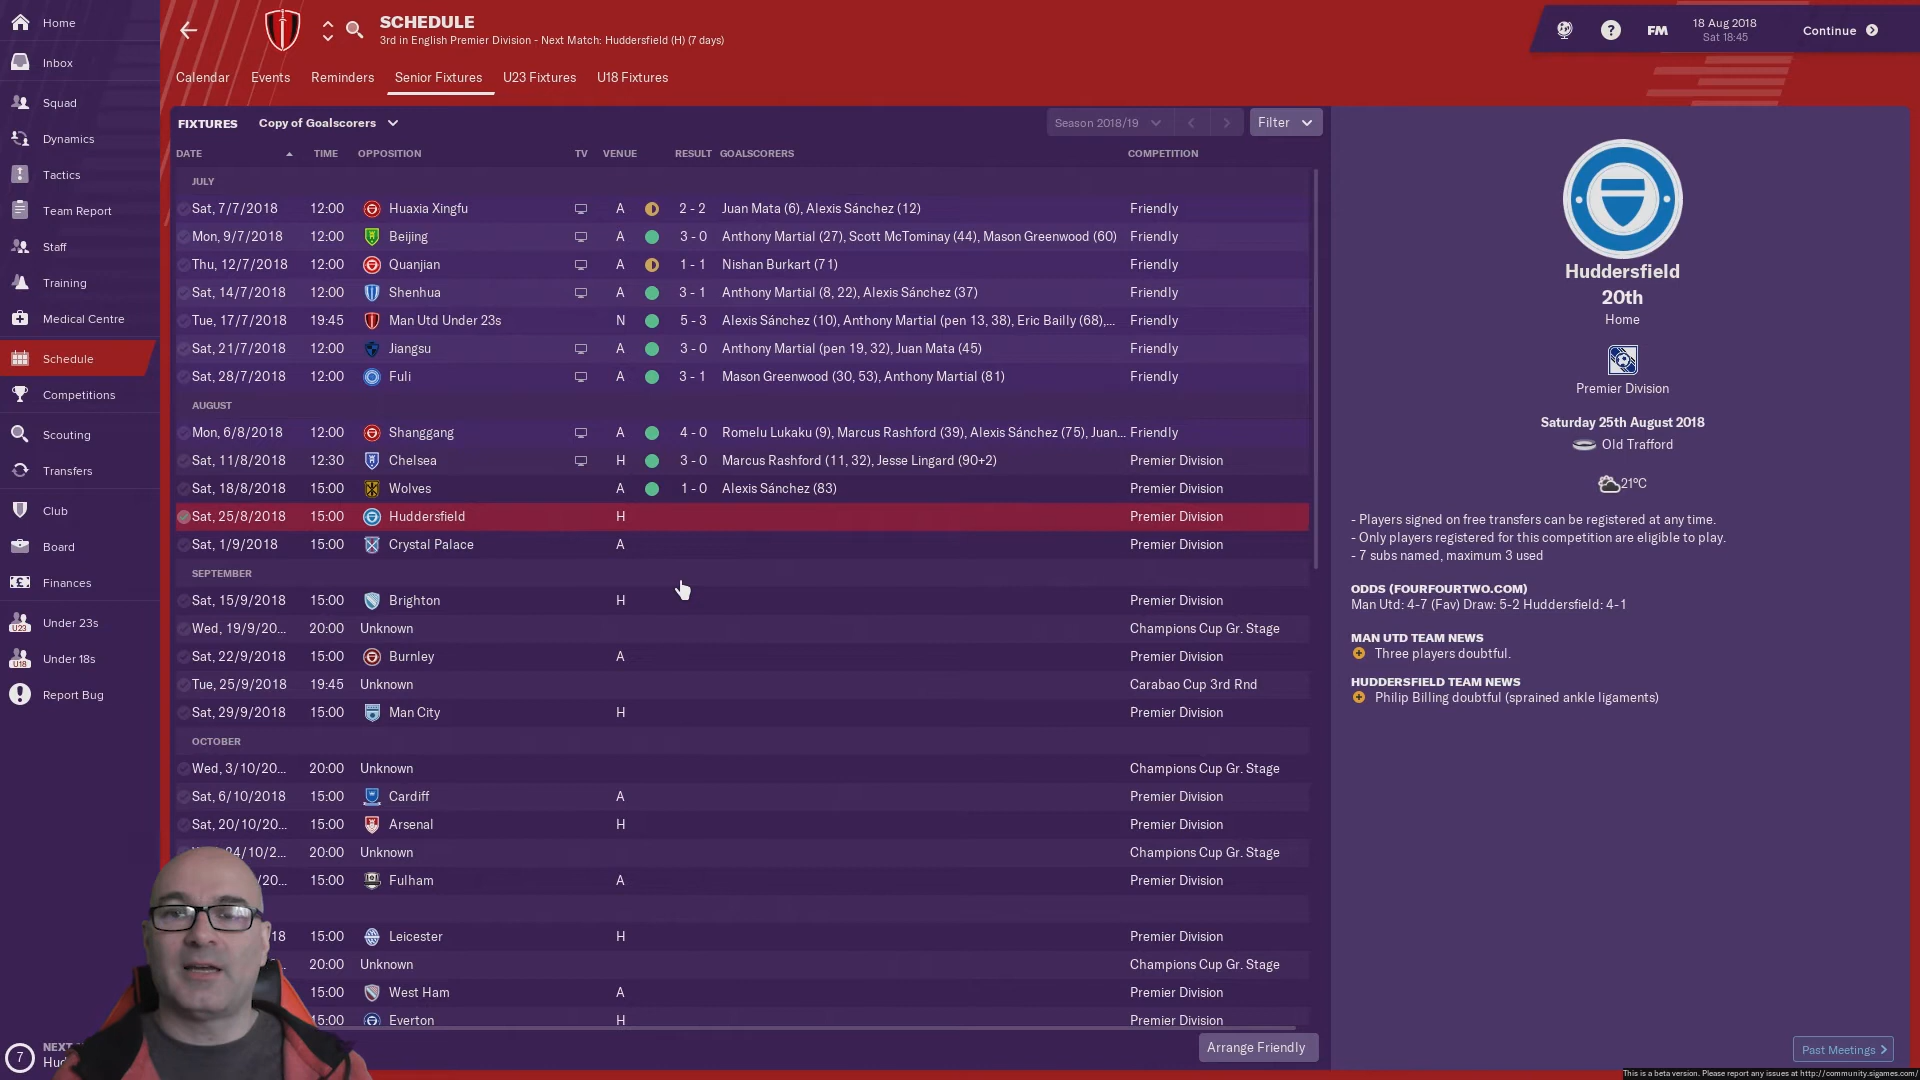 Home
Inbox
Squad
Dynamics
Tactics
Team Report
Staff
Training
Medical Centre
Schedule
Competitions
Scouting
Transfers
Club
Board
Finances
U23 Under 23s
U18 Under 18s
Report Bug
7 NEXT
Hud
SCHEDULE
3rd in English Premier Division - Next Match: Huddersfield (H) (7 days)
? FM 18 Aug 2018
Sat 18:45
Continue
Calendar Events Reminders Senior Fixtures U23 Fixtures U18 Fixtures
FIXTURES Copy of Goalscorers Season 2018/19 Filter
DATE TIME OPPOSITION TV VENUE RESULT GOALSCORERS COMPETITION
JULY
Sat, 7/7/2018 12:00 Huaxia Xingfu A 2 - 2 Juan Mata (6), Alexis Sánchez (12) Friendly
Mon, 9/7/2018 12:00 Beijing A 3 - 0 Anthony Martial (27), Scott McTominay (44), Mason Greenwood (60) Friendly
Thu, 12/7/2018 12:00 Quanjian A 1 - 1 Nishan Burkart (71) Friendly
Sat, 14/7/2018 12:00 Shenhua A 3 - 1 Anthony Martial (8, 22), Alexis Sánchez (37) Friendly
Tue, 17/7/2018 19:45 Man Utd Under 23s N 5 - 3 Alexis Sánchez (10), Anthony Martial (pen 13, 38), Eric Bailly (68),... Friendly
Sat, 21/7/2018 12:00 Jiangsu A 3 - 0 Anthony Martial (pen 19, 32), Juan Mata (45) Friendly
Sat, 28/7/2018 12:00 Fuli A 3 - 1 Mason Greenwood (30, 53), Anthony Martial (81) Friendly
AUGUST
Mon, 6/8/2018 12:00 Shanggang A 4 - 0 Romelu Lukaku (9), Marcus Rashford (39), Alexis Sánchez (75), Juan... Friendly
Sat, 11/8/2018 12:30 Chelsea H 3 - 0 Marcus Rashford (11, 32), Jesse Lingard (90+2) Premier Division
Sat, 18/8/2018 15:00 Wolves A 1 - 0 Alexis Sánchez (83) Premier Division
Sat, 25/8/2018 15:00 Huddersfield H Premier Division
Sat, 1/9/2018 15:00 Crystal Palace A Premier Division
SEPTEMBER
Sat, 15/9/2018 15:00 Brighton H Premier Division
Wed, 19/9/20... 20:00 Unknown Champions Cup Gr. Stage
Sat, 22/9/2018 15:00 Burnley A Premier Division
Tue, 25/9/2018 19:45 Unknown Carabao Cup 3rd Rnd
Sat, 29/9/2018 15:00 Man City H Premier Division
OCTOBER
Wed, 3/10/20... 20:00 Unknown Champions Cup Gr. Stage
Sat, 6/10/2018 15:00 Cardiff A Premier Division
Sat, 20/10/20... 15:00 Arsenal H Premier Division
24/10/2... 20:00 Unknown Champions Cup Gr. Stage
/20... 15:00 Fulham A Premier Division
18 15:00 Leicester H Premier Division
20:00 Unknown Champions Cup Gr. Stage
15:00 West Ham A Premier Division
15:00 Everton H Premier Division
Arrange Friendly
Huddersfield
20th
Home
Premier Division
Saturday 25th August 2018
Old Trafford
21°C
- Players signed on free transfers can be registered at any time.
- Only players registered for this competition are eligible to play.
- 7 subs named, maximum 3 used
ODDS (FOURFOURTWO.COM)
Man Utd: 4-7 (Fav) Draw: 5-2 Huddersfield: 4-1
MAN UTD TEAM NEWS
Three players doubtful.
HUDDERSFIELD TEAM NEWS
Philip Billing doubtful (sprained ankle ligaments)
Past Meetings
This is a beta version. Please report any issues at http://community.sigames.com/